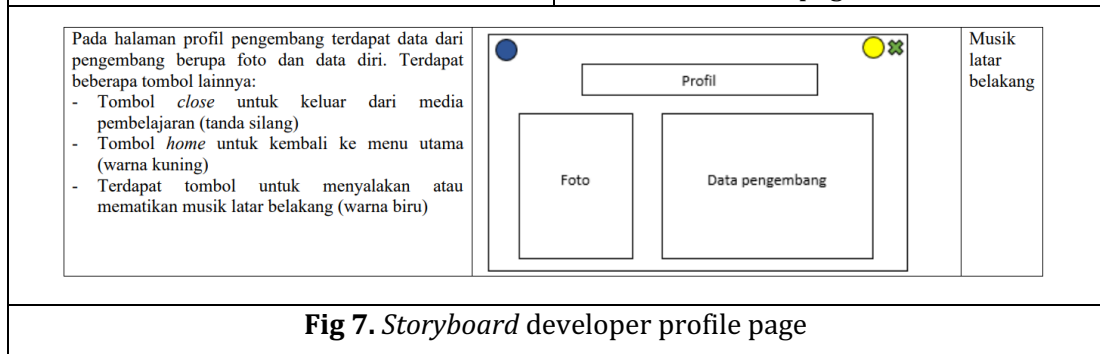 Pada halaman profil pengembang terdapat data dari
pengembang berupa foto dan data diri. Terdapat
beberapa tombol lainnya:
- Tombol close untuk keluar dari media
pembelajaran (tanda silang)
- Tombol home untuk kembali ke menu utama
(warna kuning)
- Terdapat tombol untuk menyalakan atau
mematikan musik latar belakang (warna biru)
Profil
Foto
Data pengembang
Musik
latar
belakang
Fig 7. Storyboard developer profile page